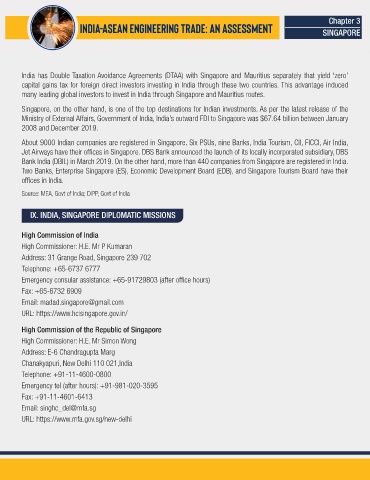 INDIA-ASEAN ENGINEERING TRADE: AN ASSESSMENT
Chapter 3
SINGAPORE
India has Double Taxation Avoidance Agreements (DTAA) with Singapore and Mauritius separately that yield 'zero'
capital gains tax for foreign direct investors investing in India through these two countries. This advantage induced
many leading global investors to invest in India through Singapore and Mauritius routes.
Singapore, on the other hand, is one of the top destinations for Indian investments. As per the latest release of the
Ministry of External Affairs, Government of India, India's outward FDI to Singapore was $67.64 billion between January
2008 and December 2019.
About 9000 Indian companies are registered in Singapore. Six PSUs, nine Banks, India Tourism, CII, FICCI, Air India,
Jet Airways have their offices in Singapore. DBS Bank announced the launch of its locally incorporated subsidiary, DBS
Bank India (DBIL) in March 2019. On the other hand, more than 440 companies from Singapore are registered in India.
Two Banks, Enterprise Singapore (ES), Economic Development Board (EDB), and Singapore Tourism Board have their
offices in India.
Source: MEA, Govt of India; DIPP, Govt of India
IX. INDIA, SINGAPORE DIPLOMATIC MISSIONS
High Commission of India
High Commissioner: H.E. Mr P Kumaran
Address: 31 Grange Road, Singapore 239 702
Telephone: +65-6737 6777
Emergency consular assistance: +65-91729803 (after office hours)
Fax: +65-6732 6909
Email: madad.singapore@gmail.com
URL: https://www.hcisingapore.gov.in/
High Commission of the Republic of Singapore
High Commissioner: H.E. Mr Simon Wong
Address: E-6 Chandragupta Marg
Chanakyapuri, New Delhi 110 021,India
Telephone: +91-11-4600-0800
Emergency tel (after hours): +91-981-020-3595
Fax: +91-11-4601-6413
Email: singhc_del@mfa.sg
URL: https://www.mfa.gov.sg/new-delhi